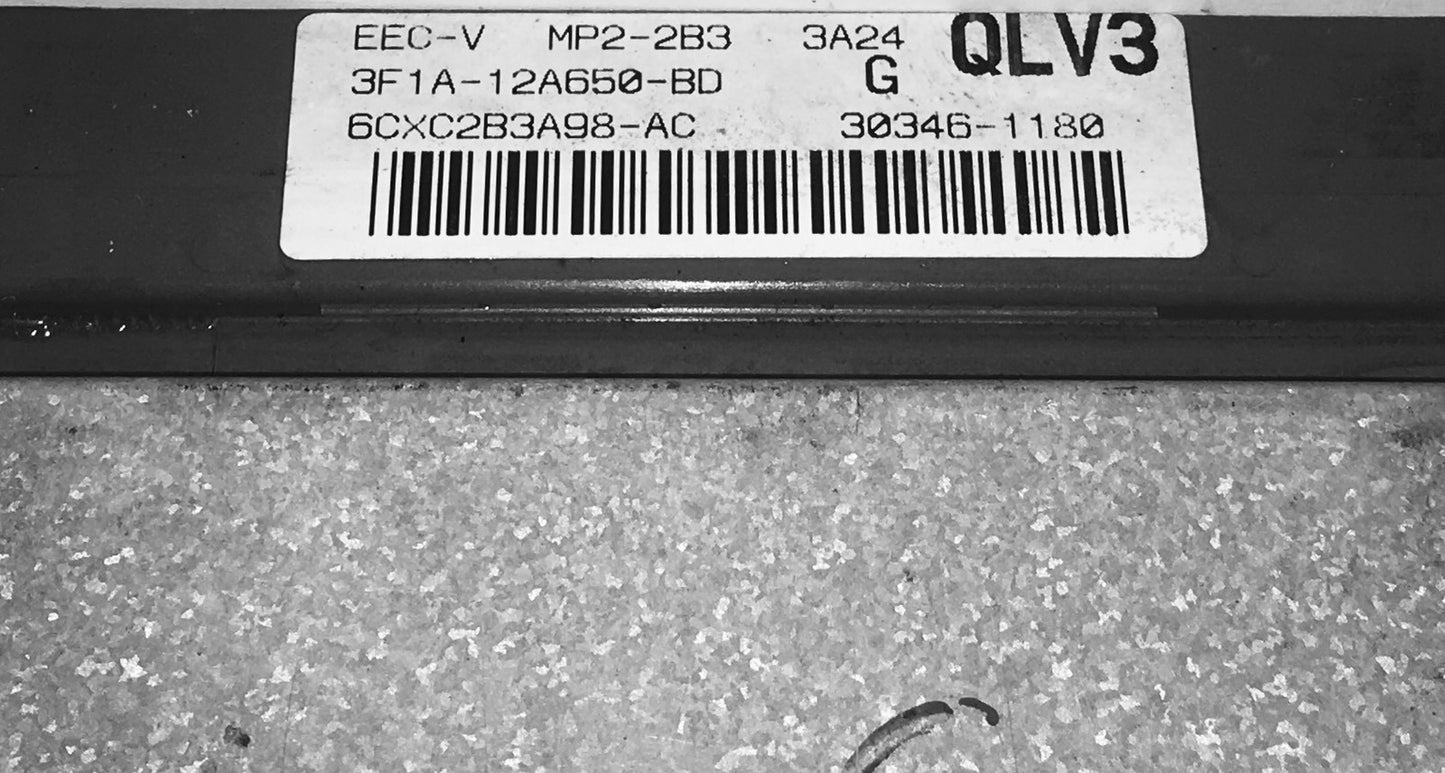 EEC-V MP2-2B3 3A24 QLV3
3F1A-12A650-BD G
6CXC2B3A98-AC 30346-1180